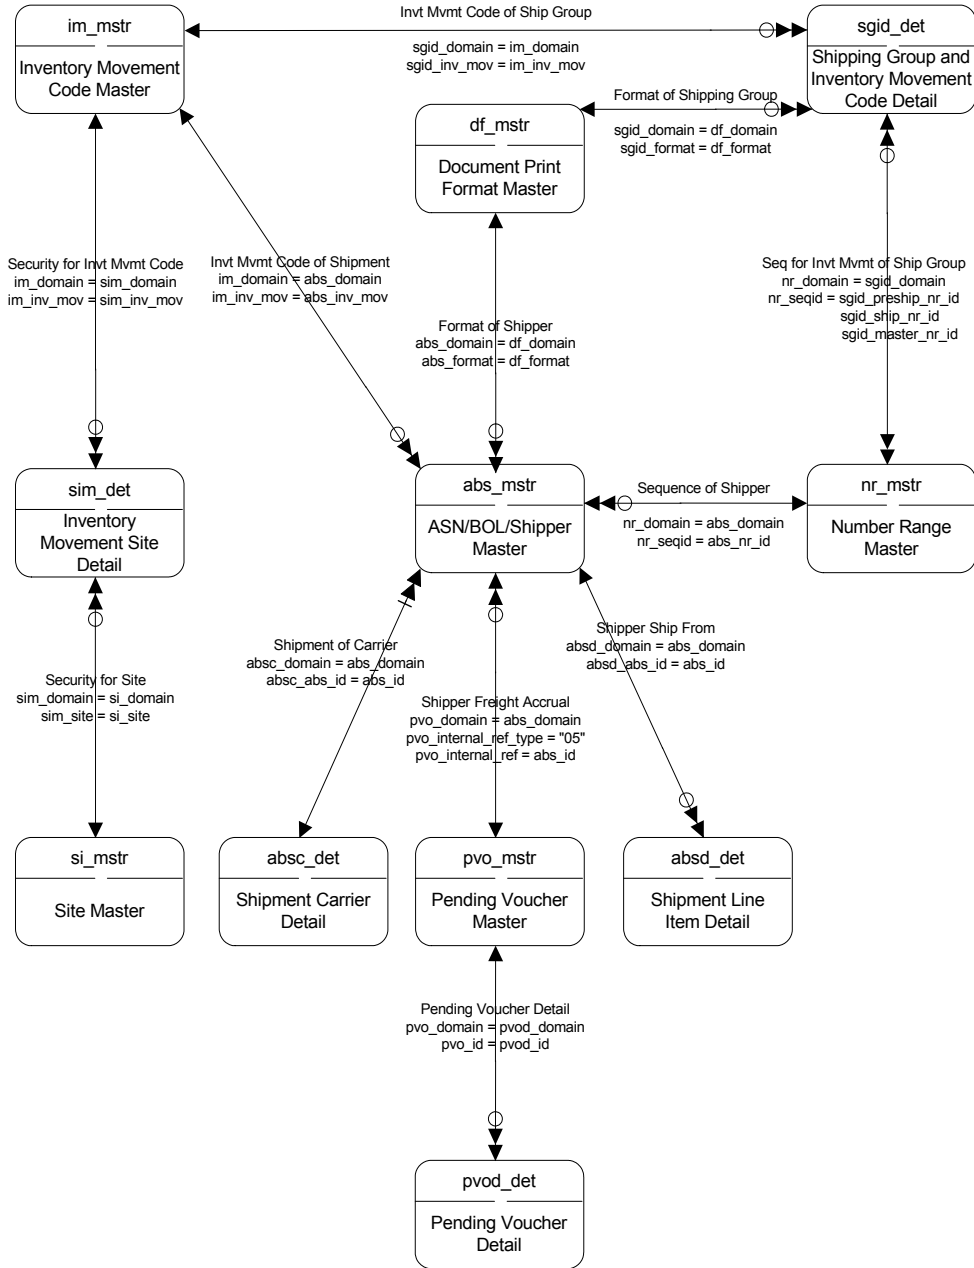 Invt Mvmt Code of Ship Group
im_mstr
Inventory Movement
Code Master
sgid_domain = im_domain
sgid_inv_mov = im_inv_mov
sgid_det
Shipping Group and
Inventory Movement
Code Detail
Format of Shipping Group
sgid_domain = df_domain
sgid_format = df_format
df_mstr
Document Print
Format Master
Security for Invt Mvmt Code
im_domain = sim_domain
im_inv_mov = sim_inv_mov
Invt Mvmt Code of Shipment
im_domain = abs_domain
im_inv_mov = abs_inv_mov
Seq for Invt Mvmt of Ship Group
nr_domain = sgid_domain
nr_seqid = sgid_preship_nr_id
sgid_ship_nr_id
sgid_master_nr_id
Format of Shipper
abs_domain = df_domain
abs_format = df_format
sim_det
Inventory
Movement Site
Detail
abs_mstr
ASN/BOL/Shipper
Master
Sequence of Shipper
nr_domain = abs_domain
nr_seqid = abs_nr_id
nr_mstr
Number Range
Master
Shipment of Carrier
absc_domain = abs_domain
absc_abs_id = abs_id
Shipper Ship From
absd_domain = abs_domain
absd_abs_id = abs_id
Security for Site
sim_domain = si_domain
sim_site = si_site
Shipper Freight Accrual
pvo_domain = abs_domain
pvo_internal_ref_type = "05"
pvo_internal_ref = abs_id
si_mstr
Site Master
absc_det
Shipment Carrier
Detail
pvo_mstr
Pending Voucher
Master
absd_det
Shipment Line
Item Detail
Pending Voucher Detail
pvo_domain = pvod_domain
pvo_id = pvod_id
pvod_det
Pending Voucher
Detail